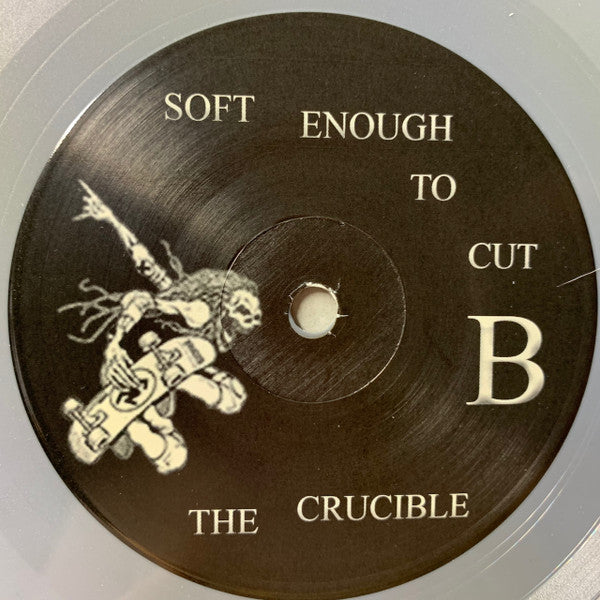 SOFT ENOUGH
TO
CUT
B
THE CRUCIBLE